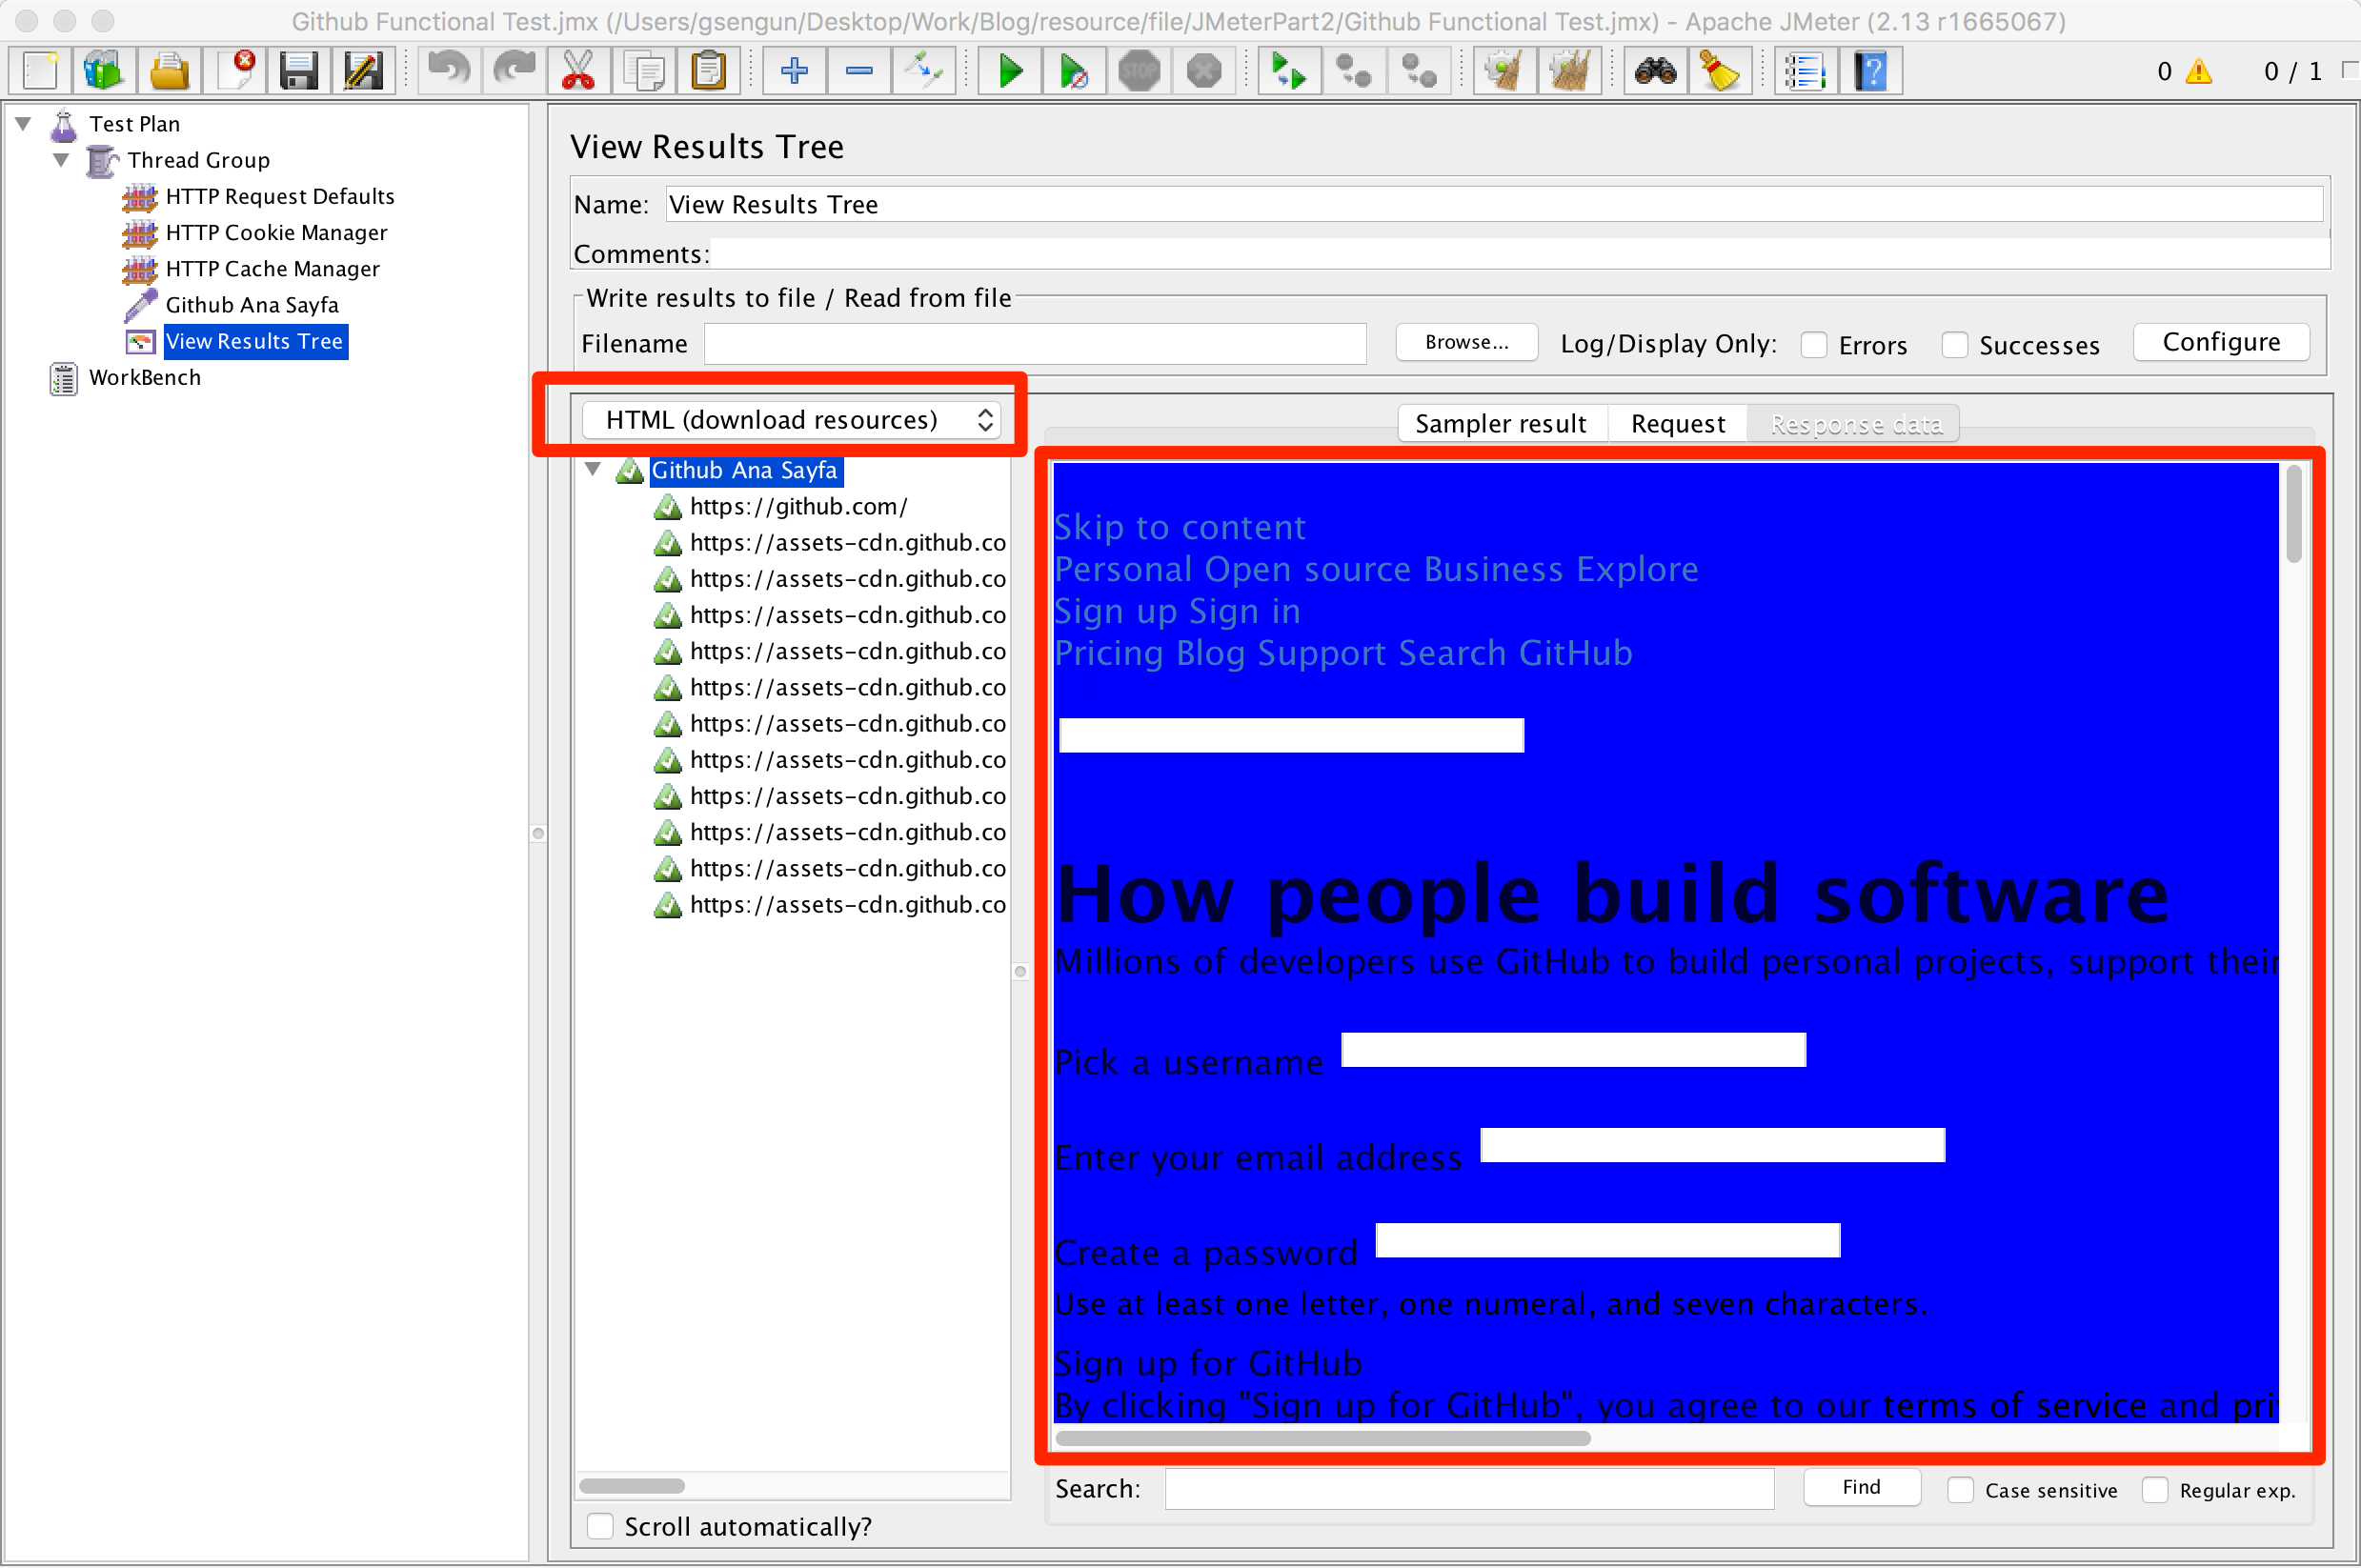 Github Functional Test.jmx (/Users/gsengun/Desktop/Work/Blog/resource/file/JMeterPart2/Github Functional Test.jmx) - Apache JMeter (2.13 r1665067)
STOP
0
0 / 1
Test Plan
Thread Group
HTTP Request Defaults
HTTP Cookie Manager
HTTP Cache Manager
Github Ana Sayfa
View Results Tree
WorkBench
View Results Tree
Name: View Results Tree
Comments:
Write results to file / Read from file
Filename Browse... Log/Display Only: Errors Successes Configure
HTML (download resources)
Sampler result Request Response data
Github Ana Sayfa
https://github.com/
https://assets-cdn.github.co
https://assets-cdn.github.co
https://assets-cdn.github.co
https://assets-cdn.github.co
https://assets-cdn.github.co
https://assets-cdn.github.co
https://assets-cdn.github.co
https://assets-cdn.github.co
https://assets-cdn.github.co
https://assets-cdn.github.co
https://assets-cdn.github.co
Scroll automatically?
Skip to content
Personal Open source Business Explore
Sign up Sign in
Pricing Blog Support Search GitHub
How people build software
Millions of developers use GitHub to build personal projects, support their
Pick a username
Enter your email address
Create a password
Use at least one letter, one numeral, and seven characters.
Sign up for GitHub
By clicking "Sign up for GitHub", you agree to our terms of service and priv
Search: Find Case sensitive Regular exp.